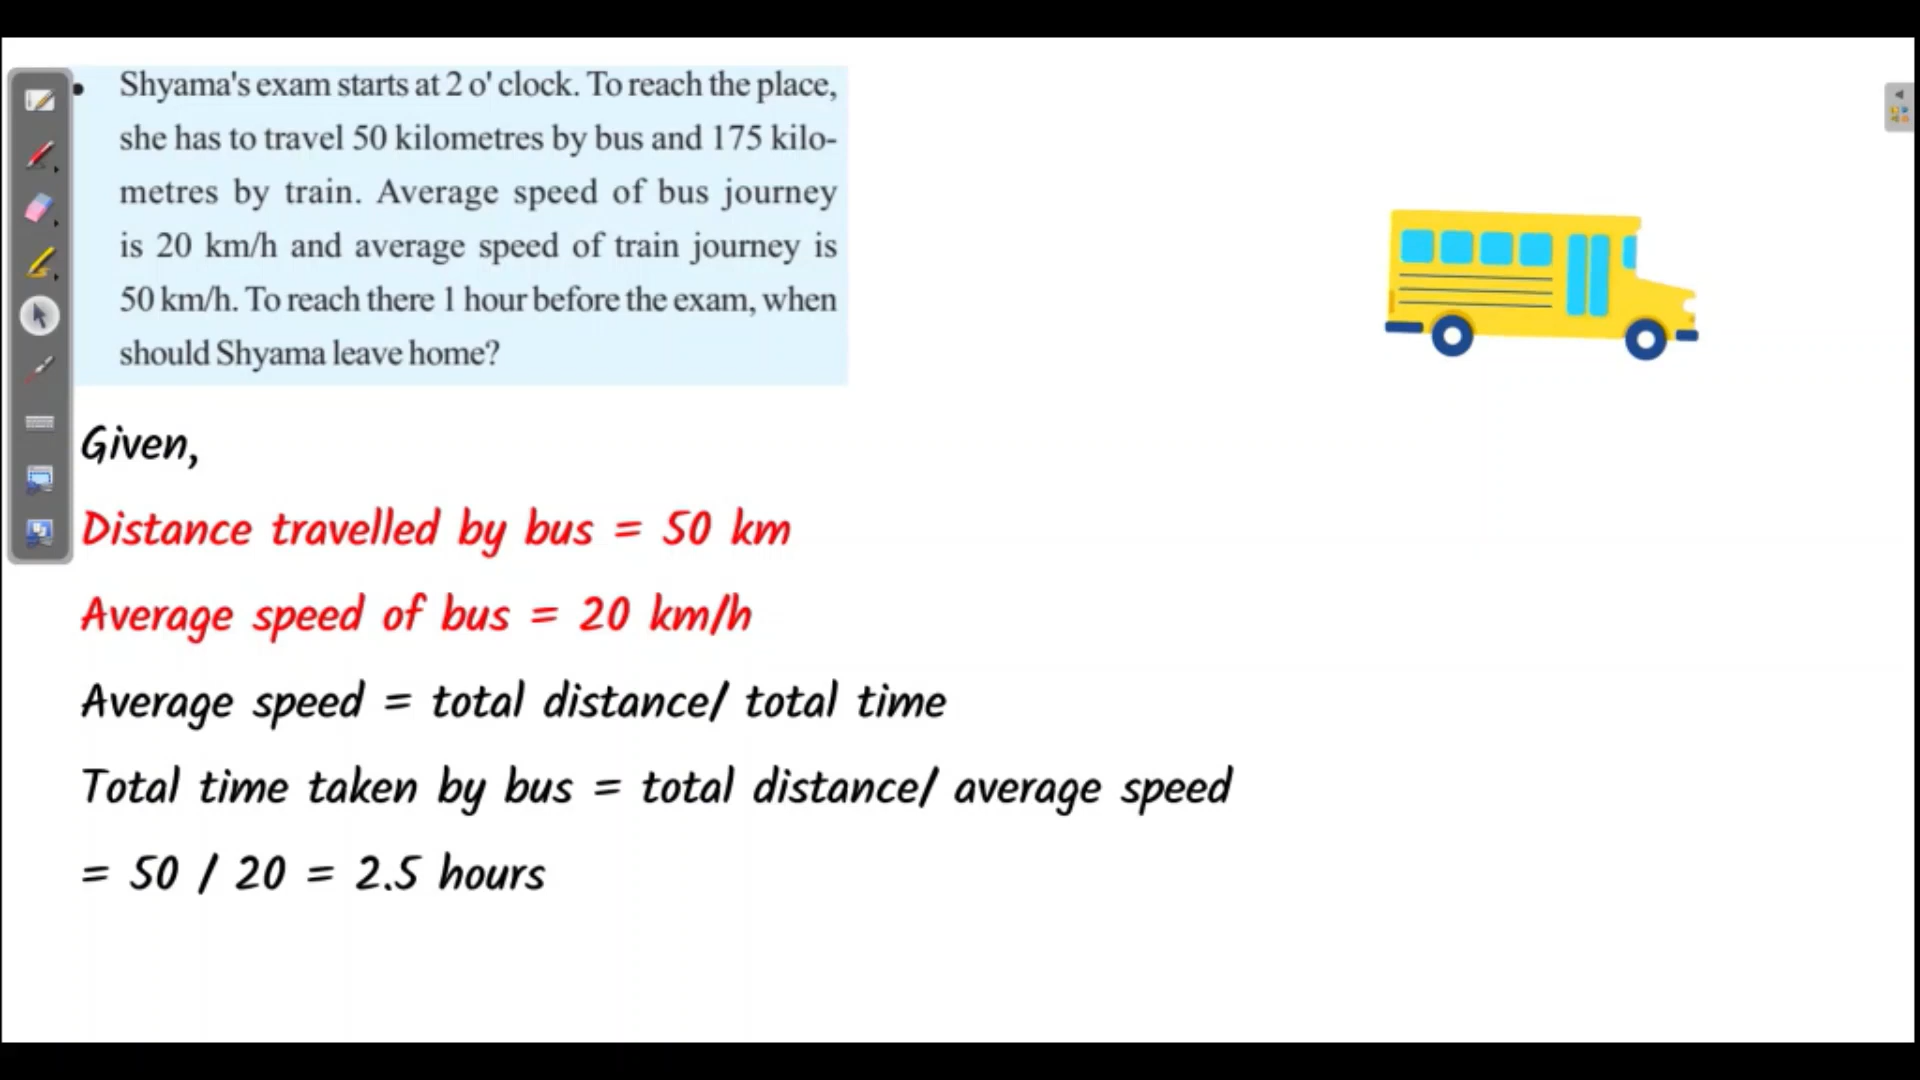 Shyama's exam starts at 2 o' clock. To reach the place,
she has to travel 50 kilometres by bus and 175 kilo-
metres by train. Average speed of bus journey
is 20 km/h and average speed of train journey is
50 km/h. To reach there 1 hour before the exam, when
should Shyama leave home?
Given,
Distance travelled by bus = 50 km
Average speed of bus = 20 km/h
Average speed = total distance/ total time
Total time taken by bus = total distance/ average speed
= 50 / 20 = 2.5 hours